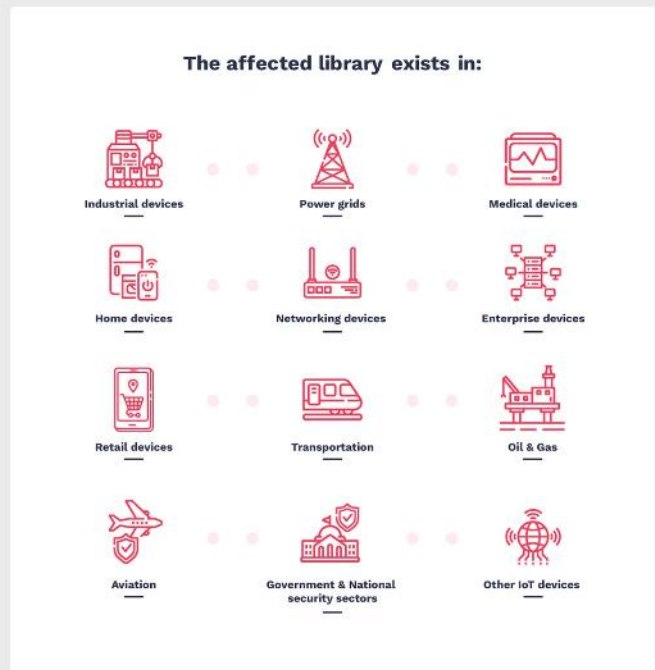 The affected library exists in:
Industrial devices
Power grids
Medical devices
Home devices
Networking devices
Enterprise devices
Retail devices
Transportation
Oil & Gas
Aviation
Government & National
security sectors
Other IoT devices